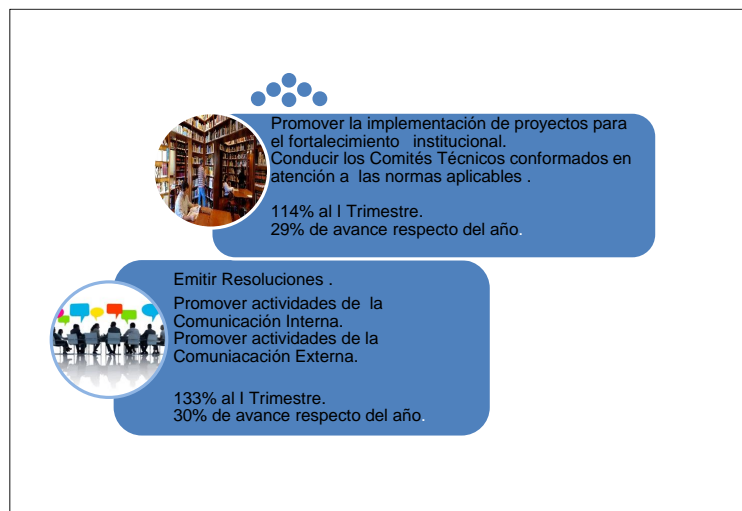 Promover la implementación de proyectos para
el fortalecimiento institucional.
Conducir los Comités Técnicos conformados en
atención a las normas aplicables .
114% al I Trimestre.
29% de avance respecto del año.
Emitir Resoluciones .
Promover actividades de la
Comunicación Interna.
Promover actividades de la
Comuniacación Externa.
133% al I Trimestre.
30% de avance respecto del año.